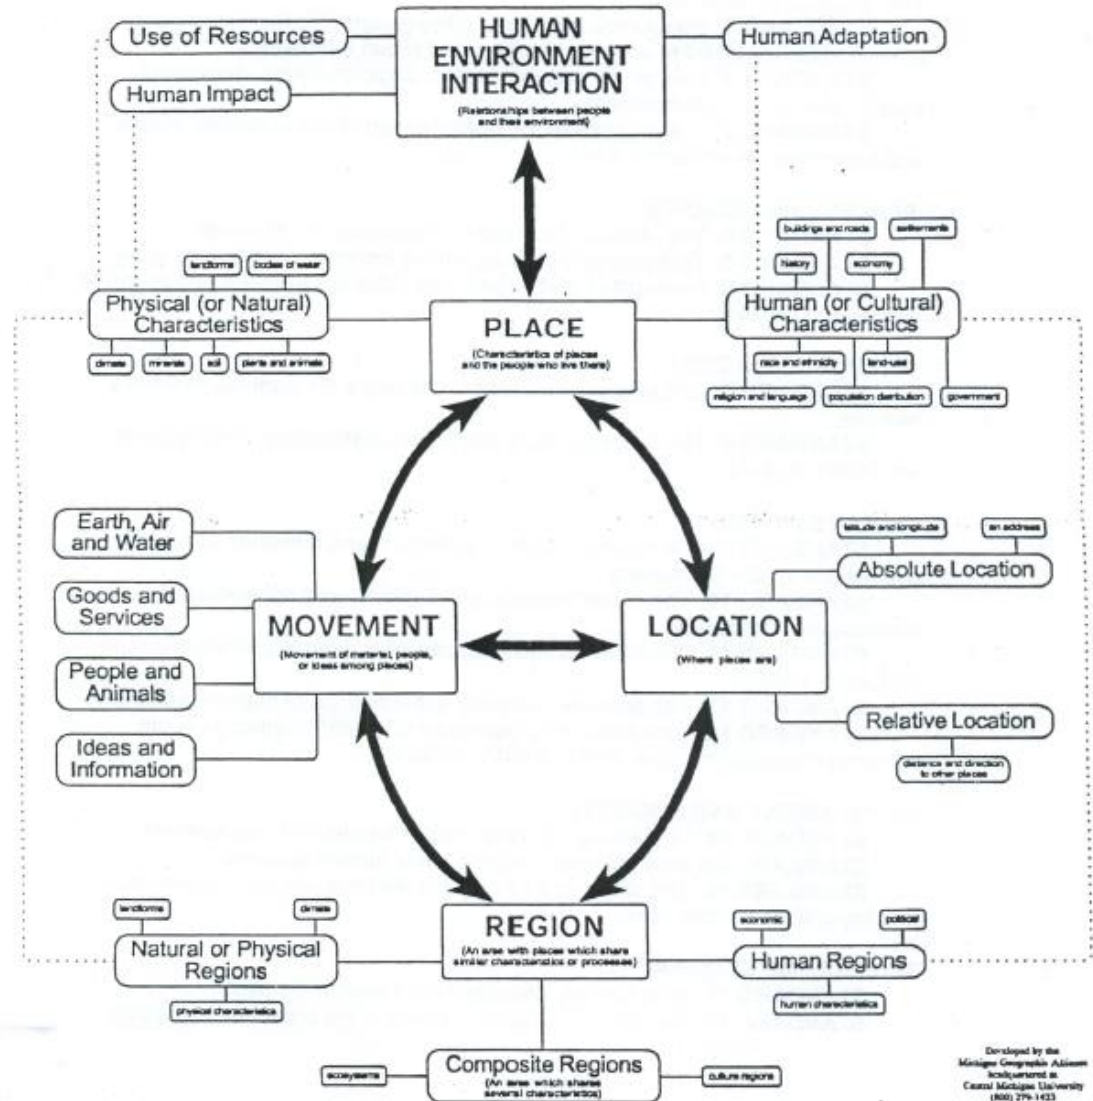 Use of Resources
HUMAN
ENVIRONMENT
INTERACTION
(Relationships between people
and their environment)
Human Adaptation
Human Impact
buildings and roads
settlements
landforms
bodies of water
history
economy
Physical (or Natural)
Characteristics
PLACE
(Characteristics of places
and the people who live there)
Human (or Cultural)
Characteristics
climate
minerals
soil
plants and animals
race and ethnicity
land-use
religion and language
population distribution
government
Earth, Air
and Water
Goods and
Services
People and
Animals
Ideas and
Information
MOVEMENT
(Movement of material, people,
or ideas among places)
LOCATION
(Where places are)
latitude and longitude
an address
Absolute Location
Relative Location
distance and direction
to other places
landforms
climate
Natural or Physical
Regions
physical characteristics
REGION
(An area with places which share
similar characteristics or processes)
economic
political
Human Regions
human characteristics
ecosystems
Composite Regions
(An area which shares
several characteristics)
culture regions
Developed by the
Michigan Geographic Alliance
headquartered at
Central Michigan University
(800) 279-1423